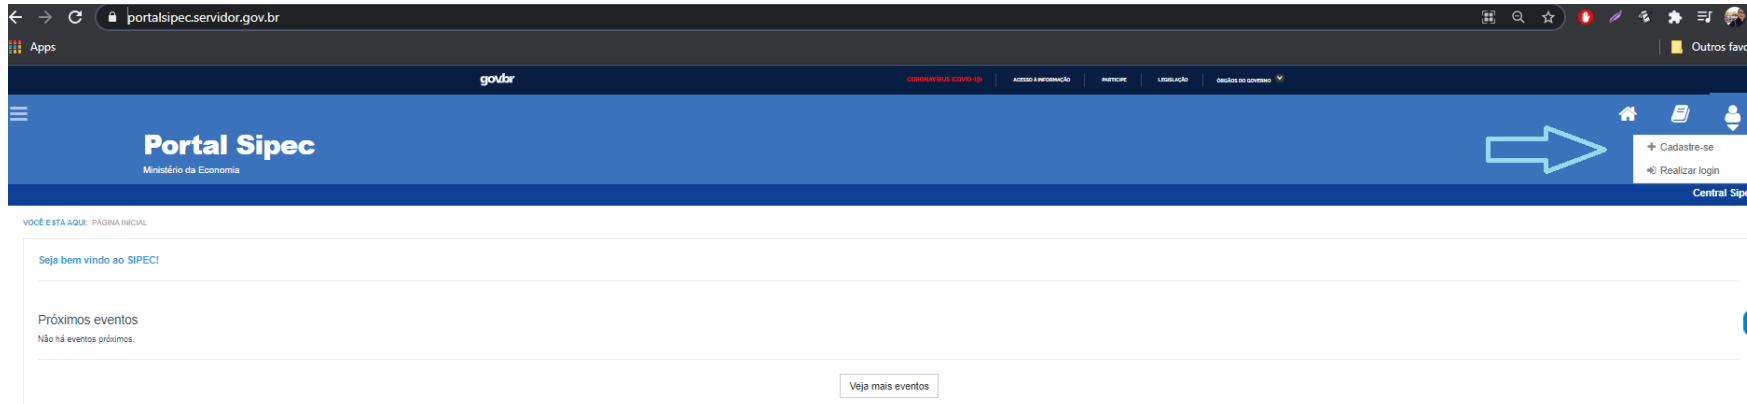 portalsipec.servidor.gov.br
Apps
Outros favo
gov.br
CORONAVÍRUS (COVID-19)
ACESSO À INFORMAÇÃO
PARTICIPE
LEGISLAÇÃO
ÓRGÃOS DO GOVERNO
Portal Sipec
Ministério da Economia
Cadastre-se
Realizar login
Central Sipe
VOCÊ ESTÁ AQUI: PÁGINA INICIAL
Seja bem vindo ao SIPEC!
Próximos eventos
Não há eventos próximos.
Veja mais eventos